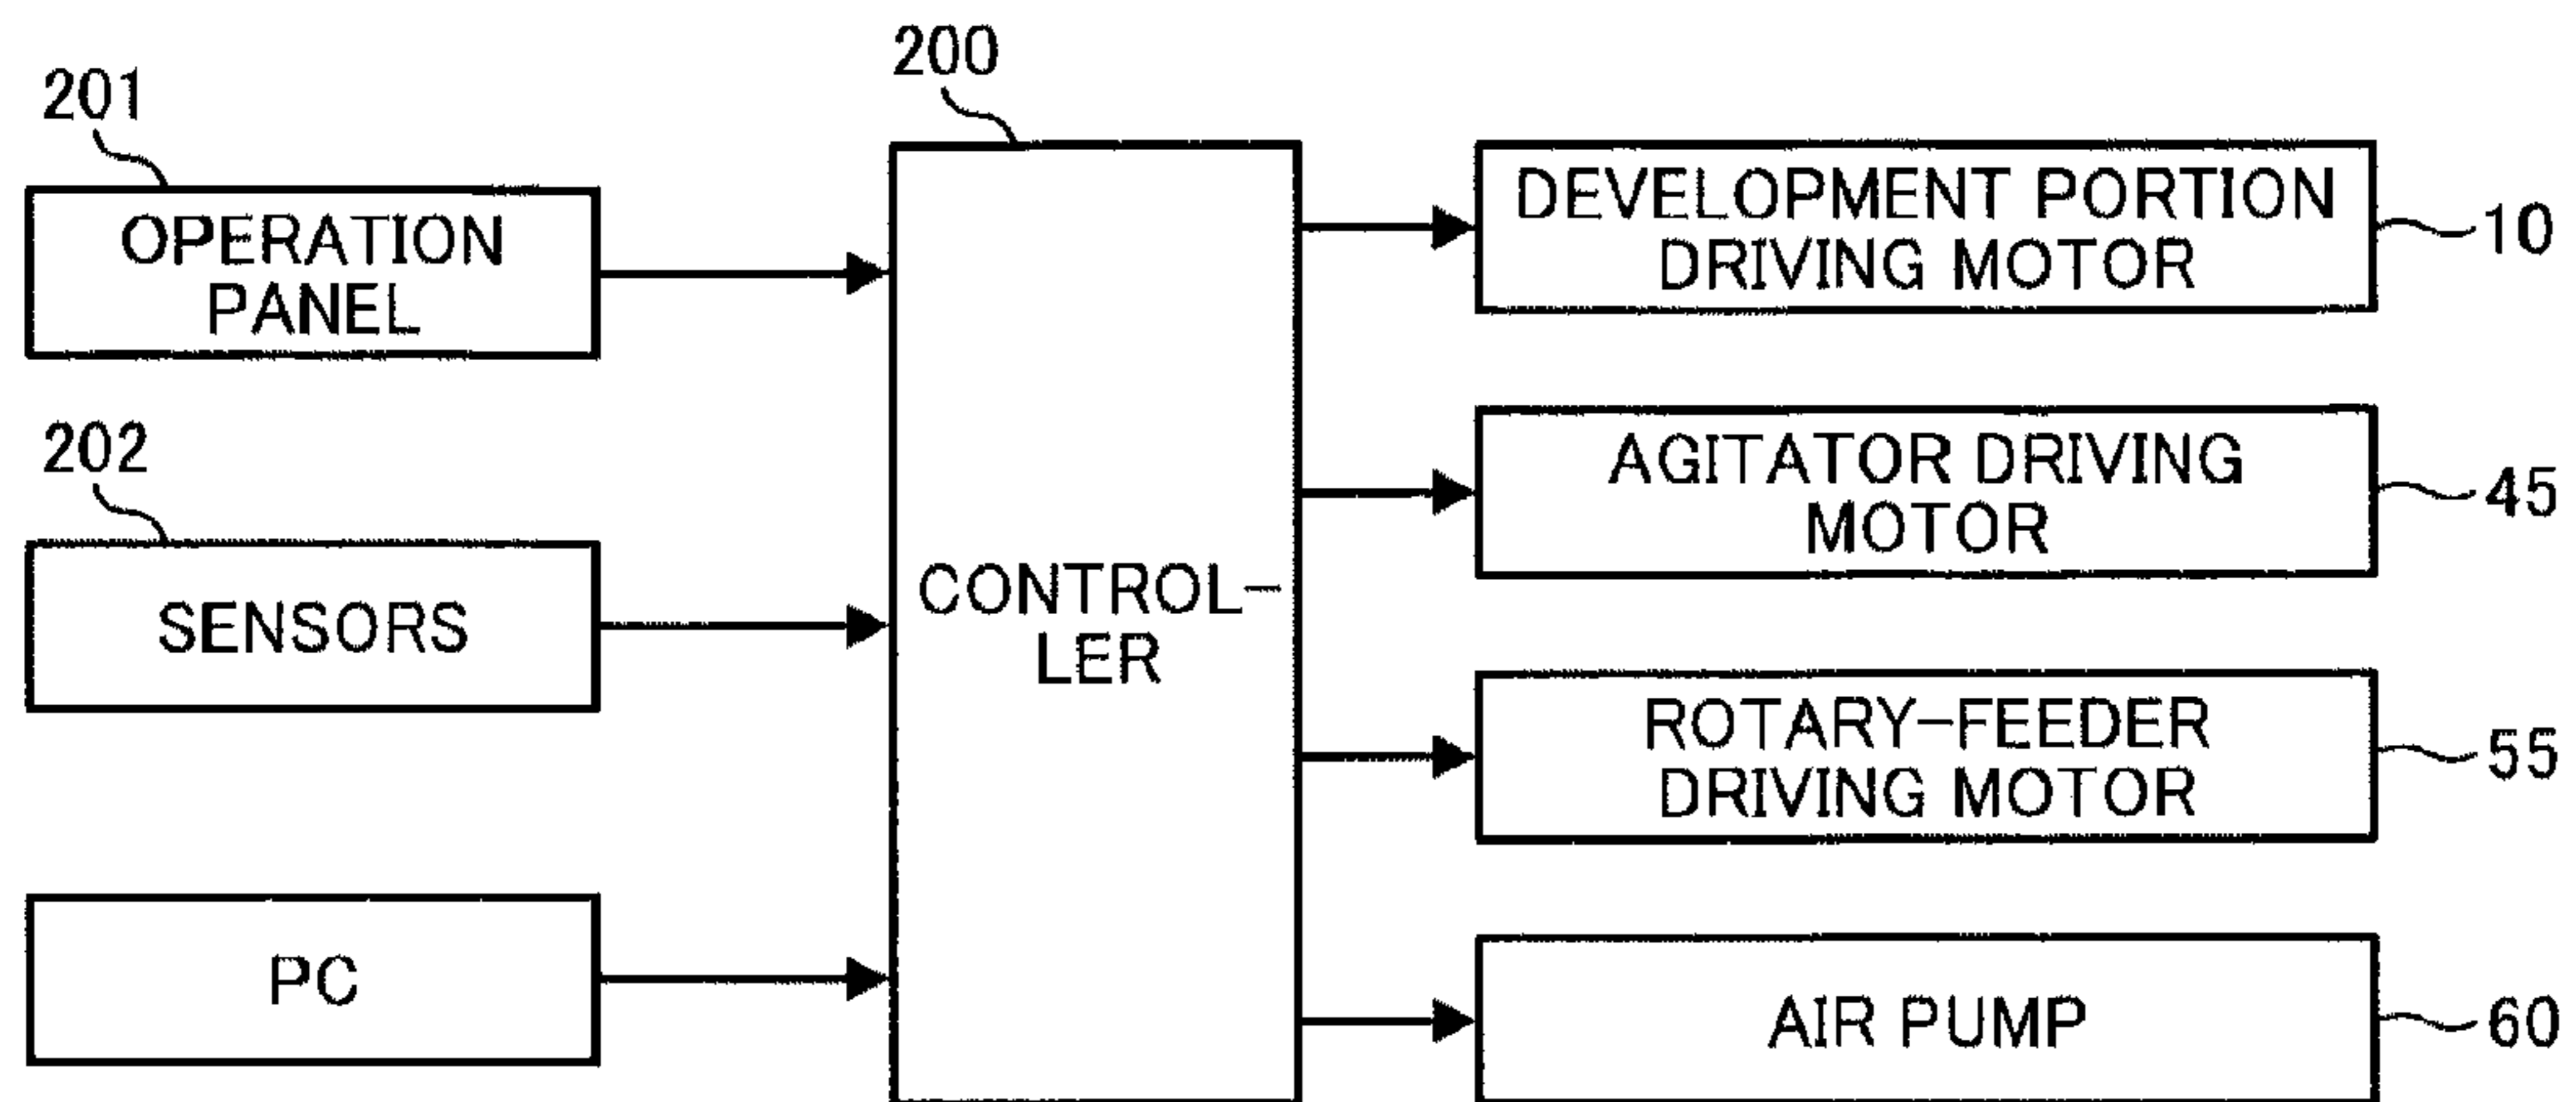 201
OPERATION
PANEL
202
SENSORS
PC
200
CONTROL-
LER
DEVELOPMENT PORTION
DRIVING MOTOR
10
AGITATOR DRIVING
MOTOR
45
ROTARY-FEEDER
DRIVING MOTOR
55
AIR PUMP
60